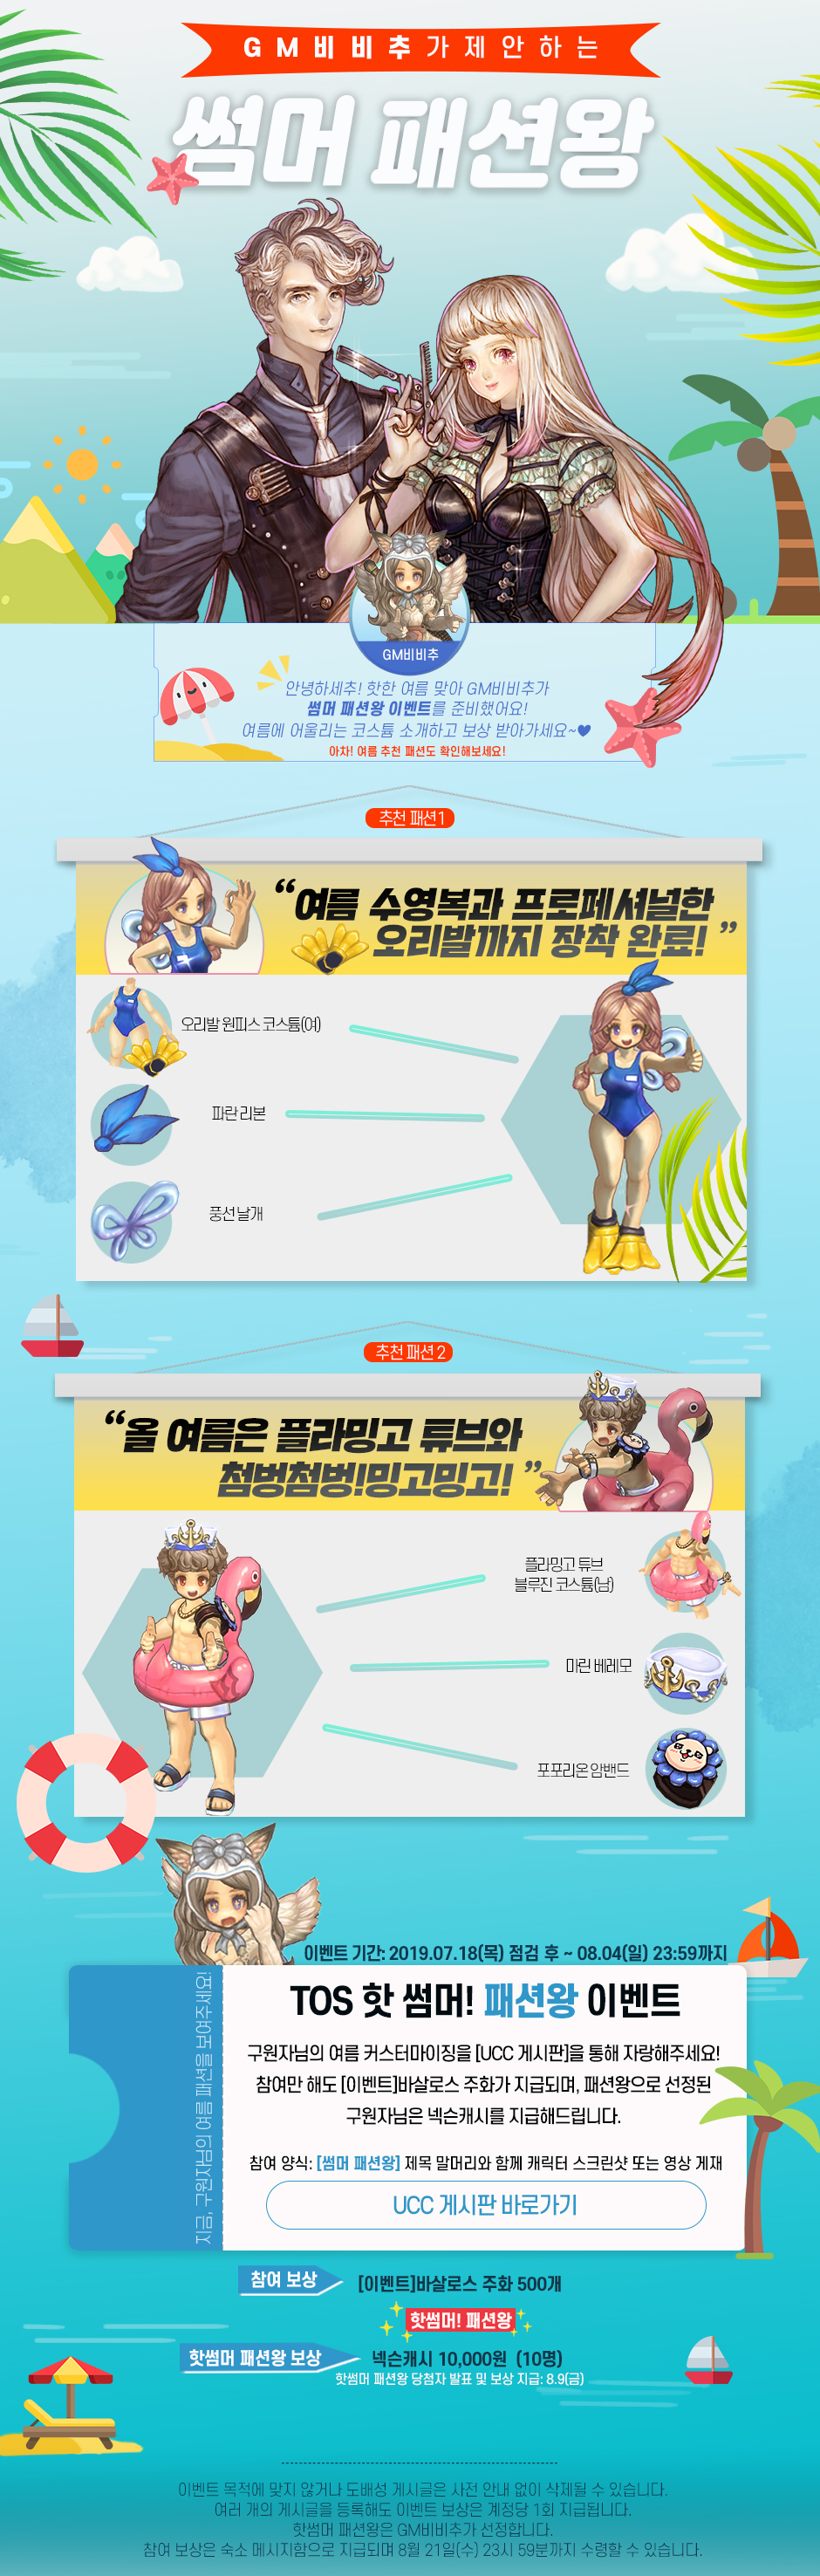 GM비비추가 제안하는
썸머 패션왕
GM비비추
안녕하세추! 핫한 여름 맞아 GM비비추가
썸머 패션왕 이벤트를 준비했어요!
여름에 어울리는 코스튬 소개하고 보상 받아가세요~♥
아차! 여름 추천 패션도 확인해보세요!
추천 패션1
“여름 수영복과 프로페셔널한
오리발까지 장착 완료! ”
오리발 원피스 코스튬(여)
파란 리본
풍선 날개
추천 패션 2
“올 여름은 플라밍고 튜브와
첨벙첨벙!밍고밍고! ”
플라밍고 튜브
블루진 코스튬(남)
마린 베레모
포포리온 암밴드
이벤트 기간: 2019.07.18(목) 점검 후 ~ 08.04(일) 23:59까지
지금, 구원자님의 여름 패션을 보여주세요!
TOS 핫 썸머! 패션왕 이벤트
구원자님의 여름 커스터마이징을 [UCC 게시판]을 통해 자랑해주세요!
참여만 해도 [이벤트]바살로스 주화가 지급되며, 패션왕으로 선정된
구원자님은 넥슨캐시를 지급해드립니다.
참여 양식: [썸머 패션왕] 제목 말머리와 함께 캐릭터 스크린샷 또는 영상 게재
UCC 게시판 바로가기
참여 보상
[이벤트]바살로스 주화 500개
핫썸머! 패션왕
핫썸머 패션왕 보상
넥슨캐시 10,000원 (10명)
핫썸머 패션왕 당첨자 발표 및 보상 지급: 8.9(금)
이벤트 목적에 맞지 않거나 도배성 게시글은 사전 안내 없이 삭제될 수 있습니다.
여러 개의 게시글을 등록해도 이벤트 보상은 계정당 1회 지급됩니다.
핫썸머 패션왕은 GM비비추가 선정합니다.
참여 보상은 숙소 메시지함으로 지급되며 8월 21일(수) 23시 59분까지 수령할 수 있습니다.